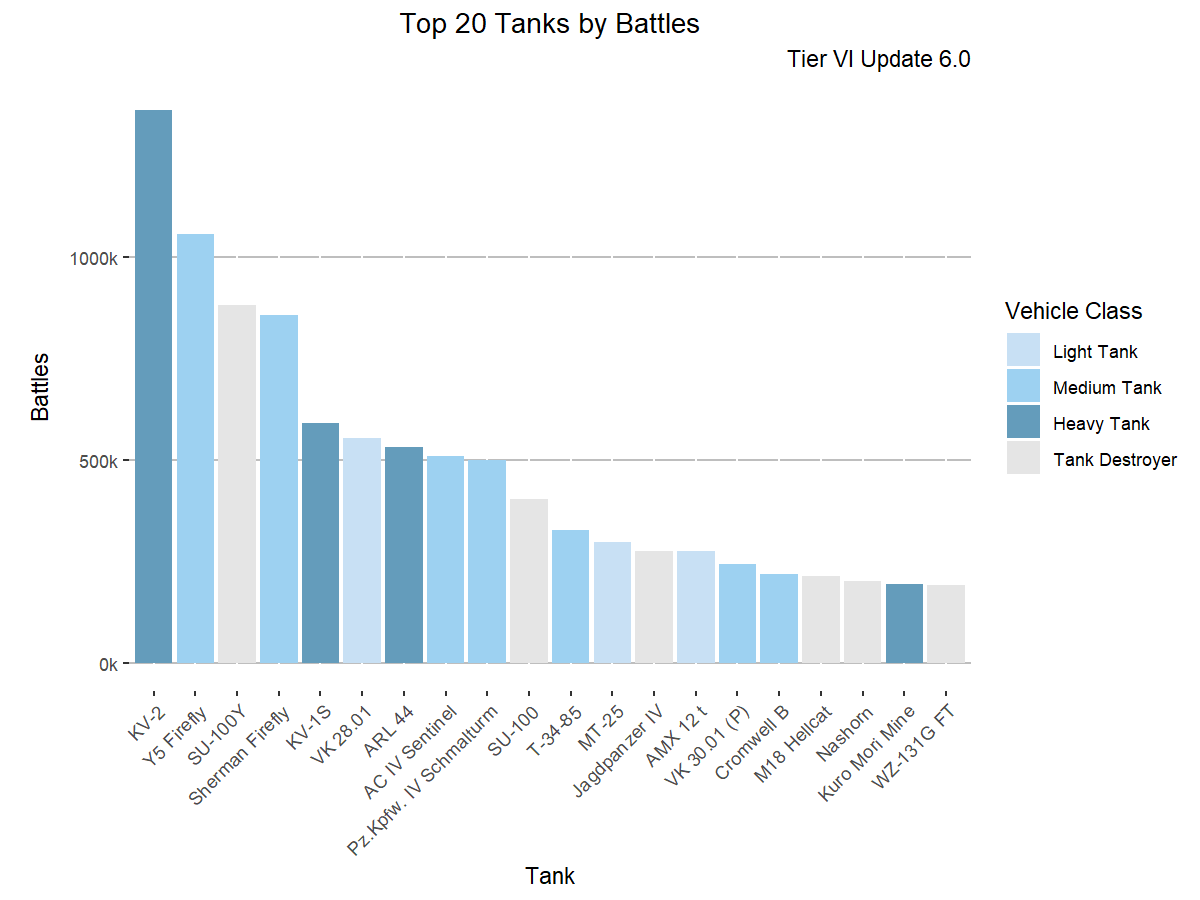 Top 20 Tanks by Battles
Tier VI Update 6.0
1000k
500k
0k
Battles
KV-2
Y5 Firefly
SU-100Y
Sherman Firefly
KV-1S
VK 28.01
ARL 44
AC IV Sentinel
Pz.Kpfw. IV Schmalturm
SU-100
T-34-85
MT-25
Jagdpanzer IV
AMX 12 t
VK 30.01 (P)
Cromwell B
M18 Hellcat
Nashorn
Kuro Mori Mine
WZ-131G FT
Tank
Vehicle Class
Light Tank
Medium Tank
Heavy Tank
Tank Destroyer